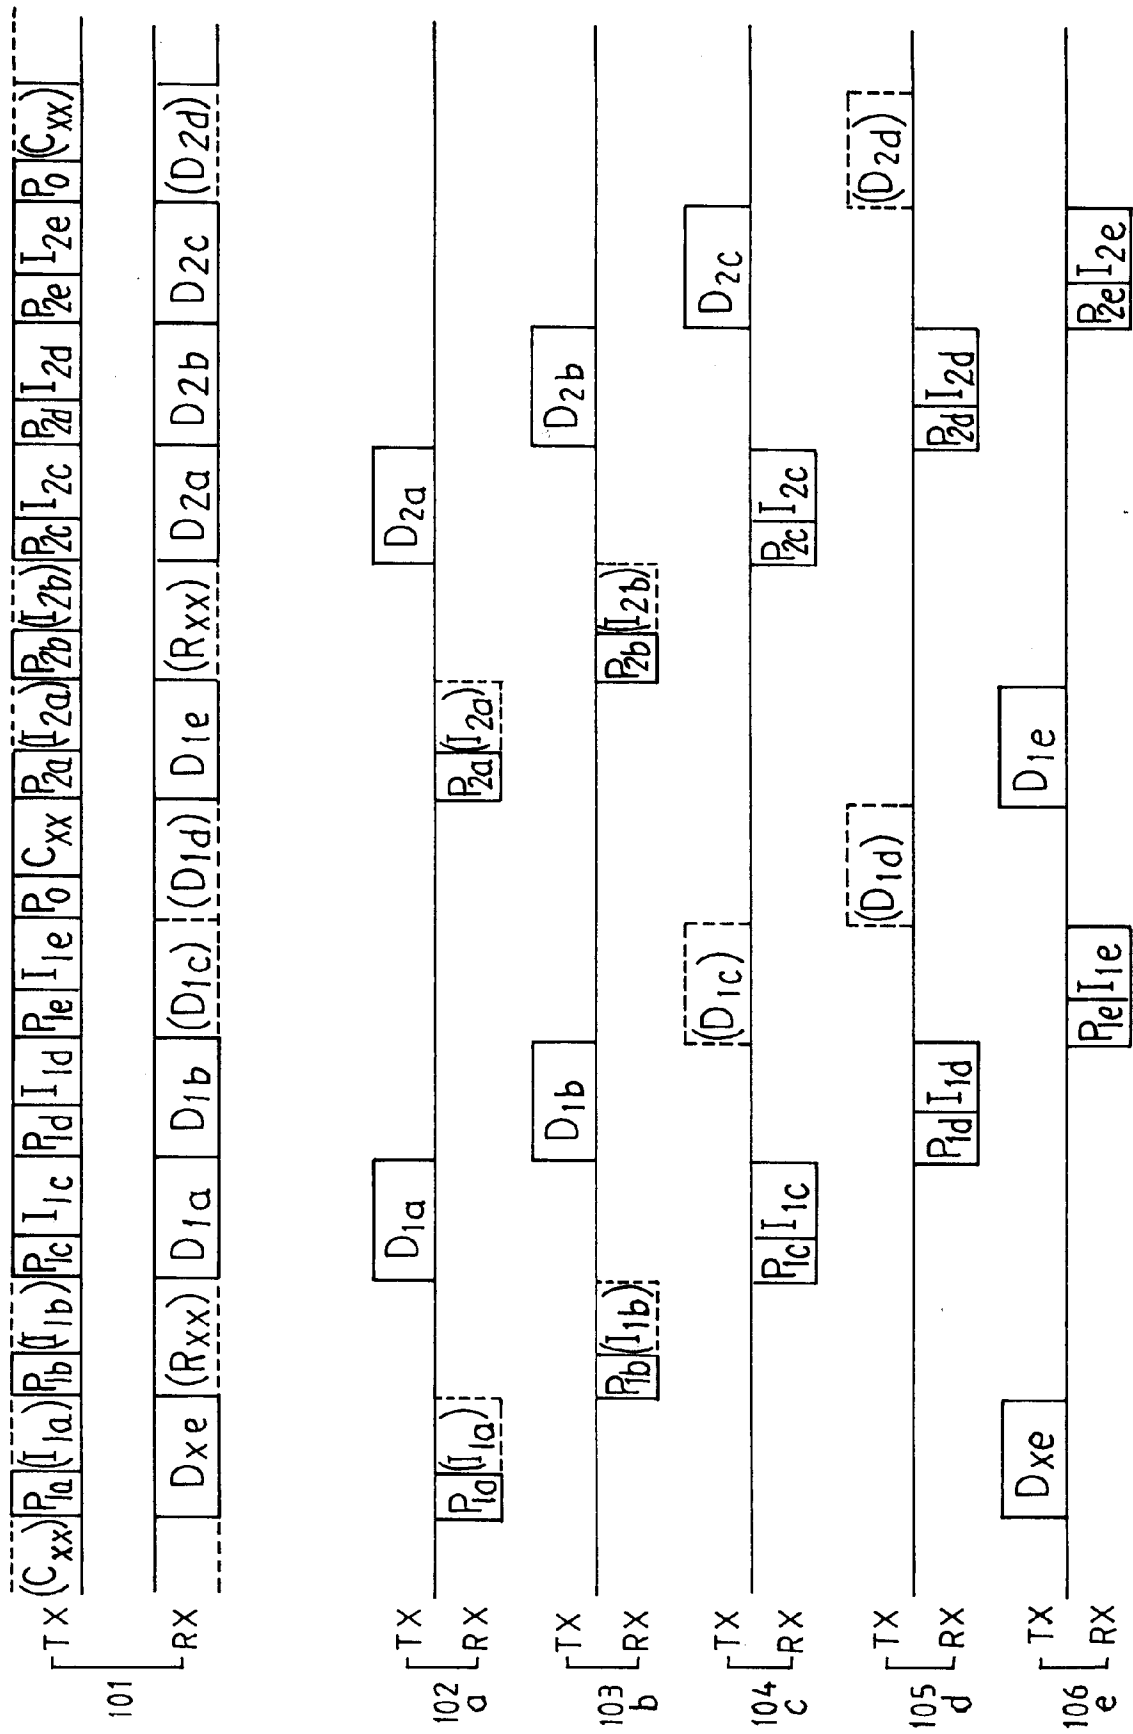 101
TX (Cxx) P1a (I1a) P1b (I1b) P1c I1c P1d I1d P1e I1e P0 Cxx P2a (I2a) P2b (I2b) P2c I2c P2d I2d P2e I2e P0 (Cxx)
RX Dxe (Rxx) D1a D1b (D1c) (D1d) D1e (Rxx) D2a D2b D2c (D2d)
102
a
TX D1a D2a
RX P1a (I1a) P2a (I2a)
103
b
TX D1b D2b
RX P1b (I1b) P2b (I2b)
104
c
TX (D1c) D2c
RX P1c I1c P2c I2c
105
d
TX (D1d) (D2d)
RX P1d I1d P2d I2d
106
e
TX Dxe D1e
RX P1e I1e P2e I2e